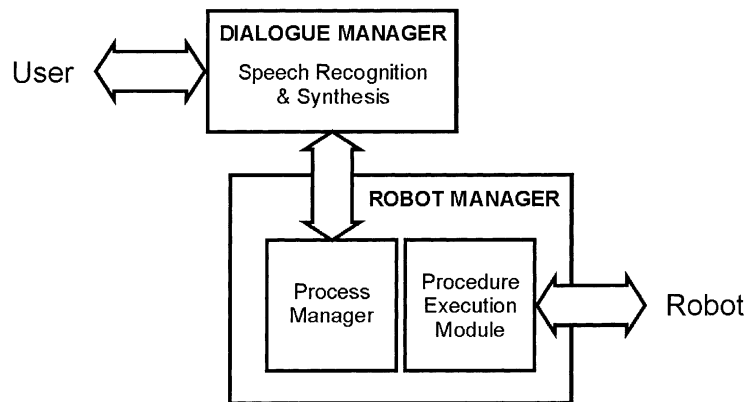 DIALOGUE MANAGER
User
Speech Recognition
& Synthesis
ROBOT MANAGER
Process
Manager
Procedure
Execution
Module
Robot